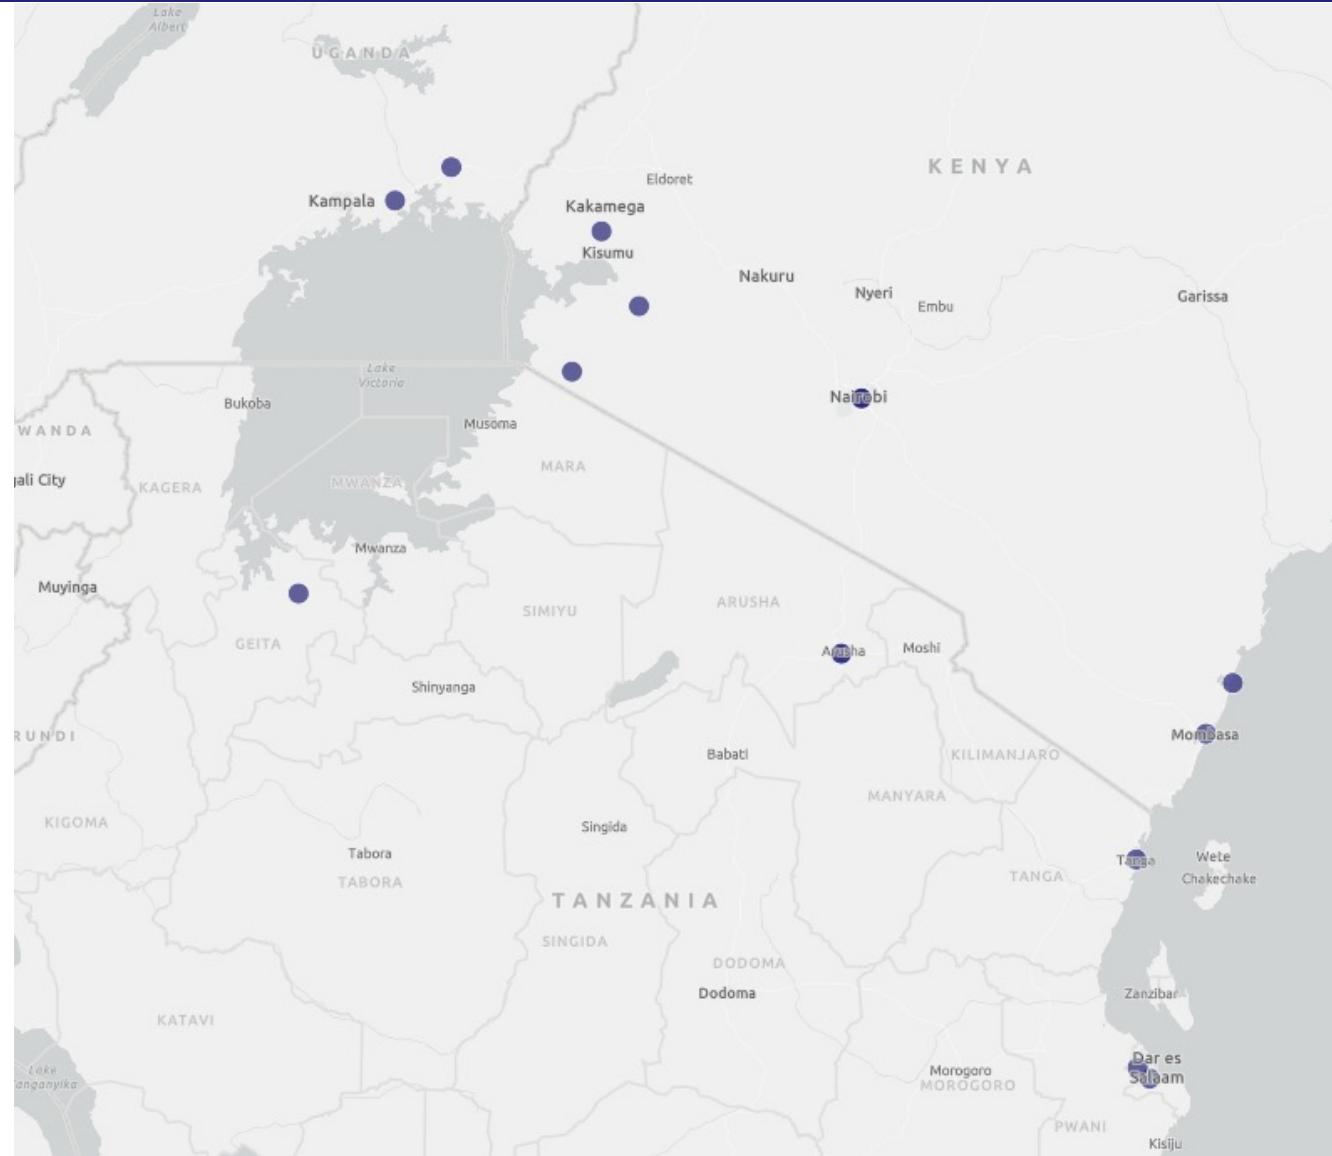 Lake
Albert
UGANDA
KENYA
Eldoret
Kampala
Kakamega
Kisumu
Nakuru
Nyeri
Embu
Garissa
Lake
Victoria
Nairobi
Bukoba
Musoma
WANDA
MARA
ali City
KAGERA
MWANZA
Mwanza
Muyinga
SIMIYU
ARUSHA
GEITA
Arusha
Moshi
Shinyanga
RUNDI
Mombasa
Babati
KILIMANJARO
MANYARA
KIGOMA
Singida
Tabora
Tanga
Wete
TABORA
TANGA
Chakechake
TANZANIA
SINGIDA
DODOMA
Dodoma
Zanzibar
KATAVI
Dar es
Salaam
Lake
anganyika
Morogoro
MOROGORO
PWANI
Kisiju